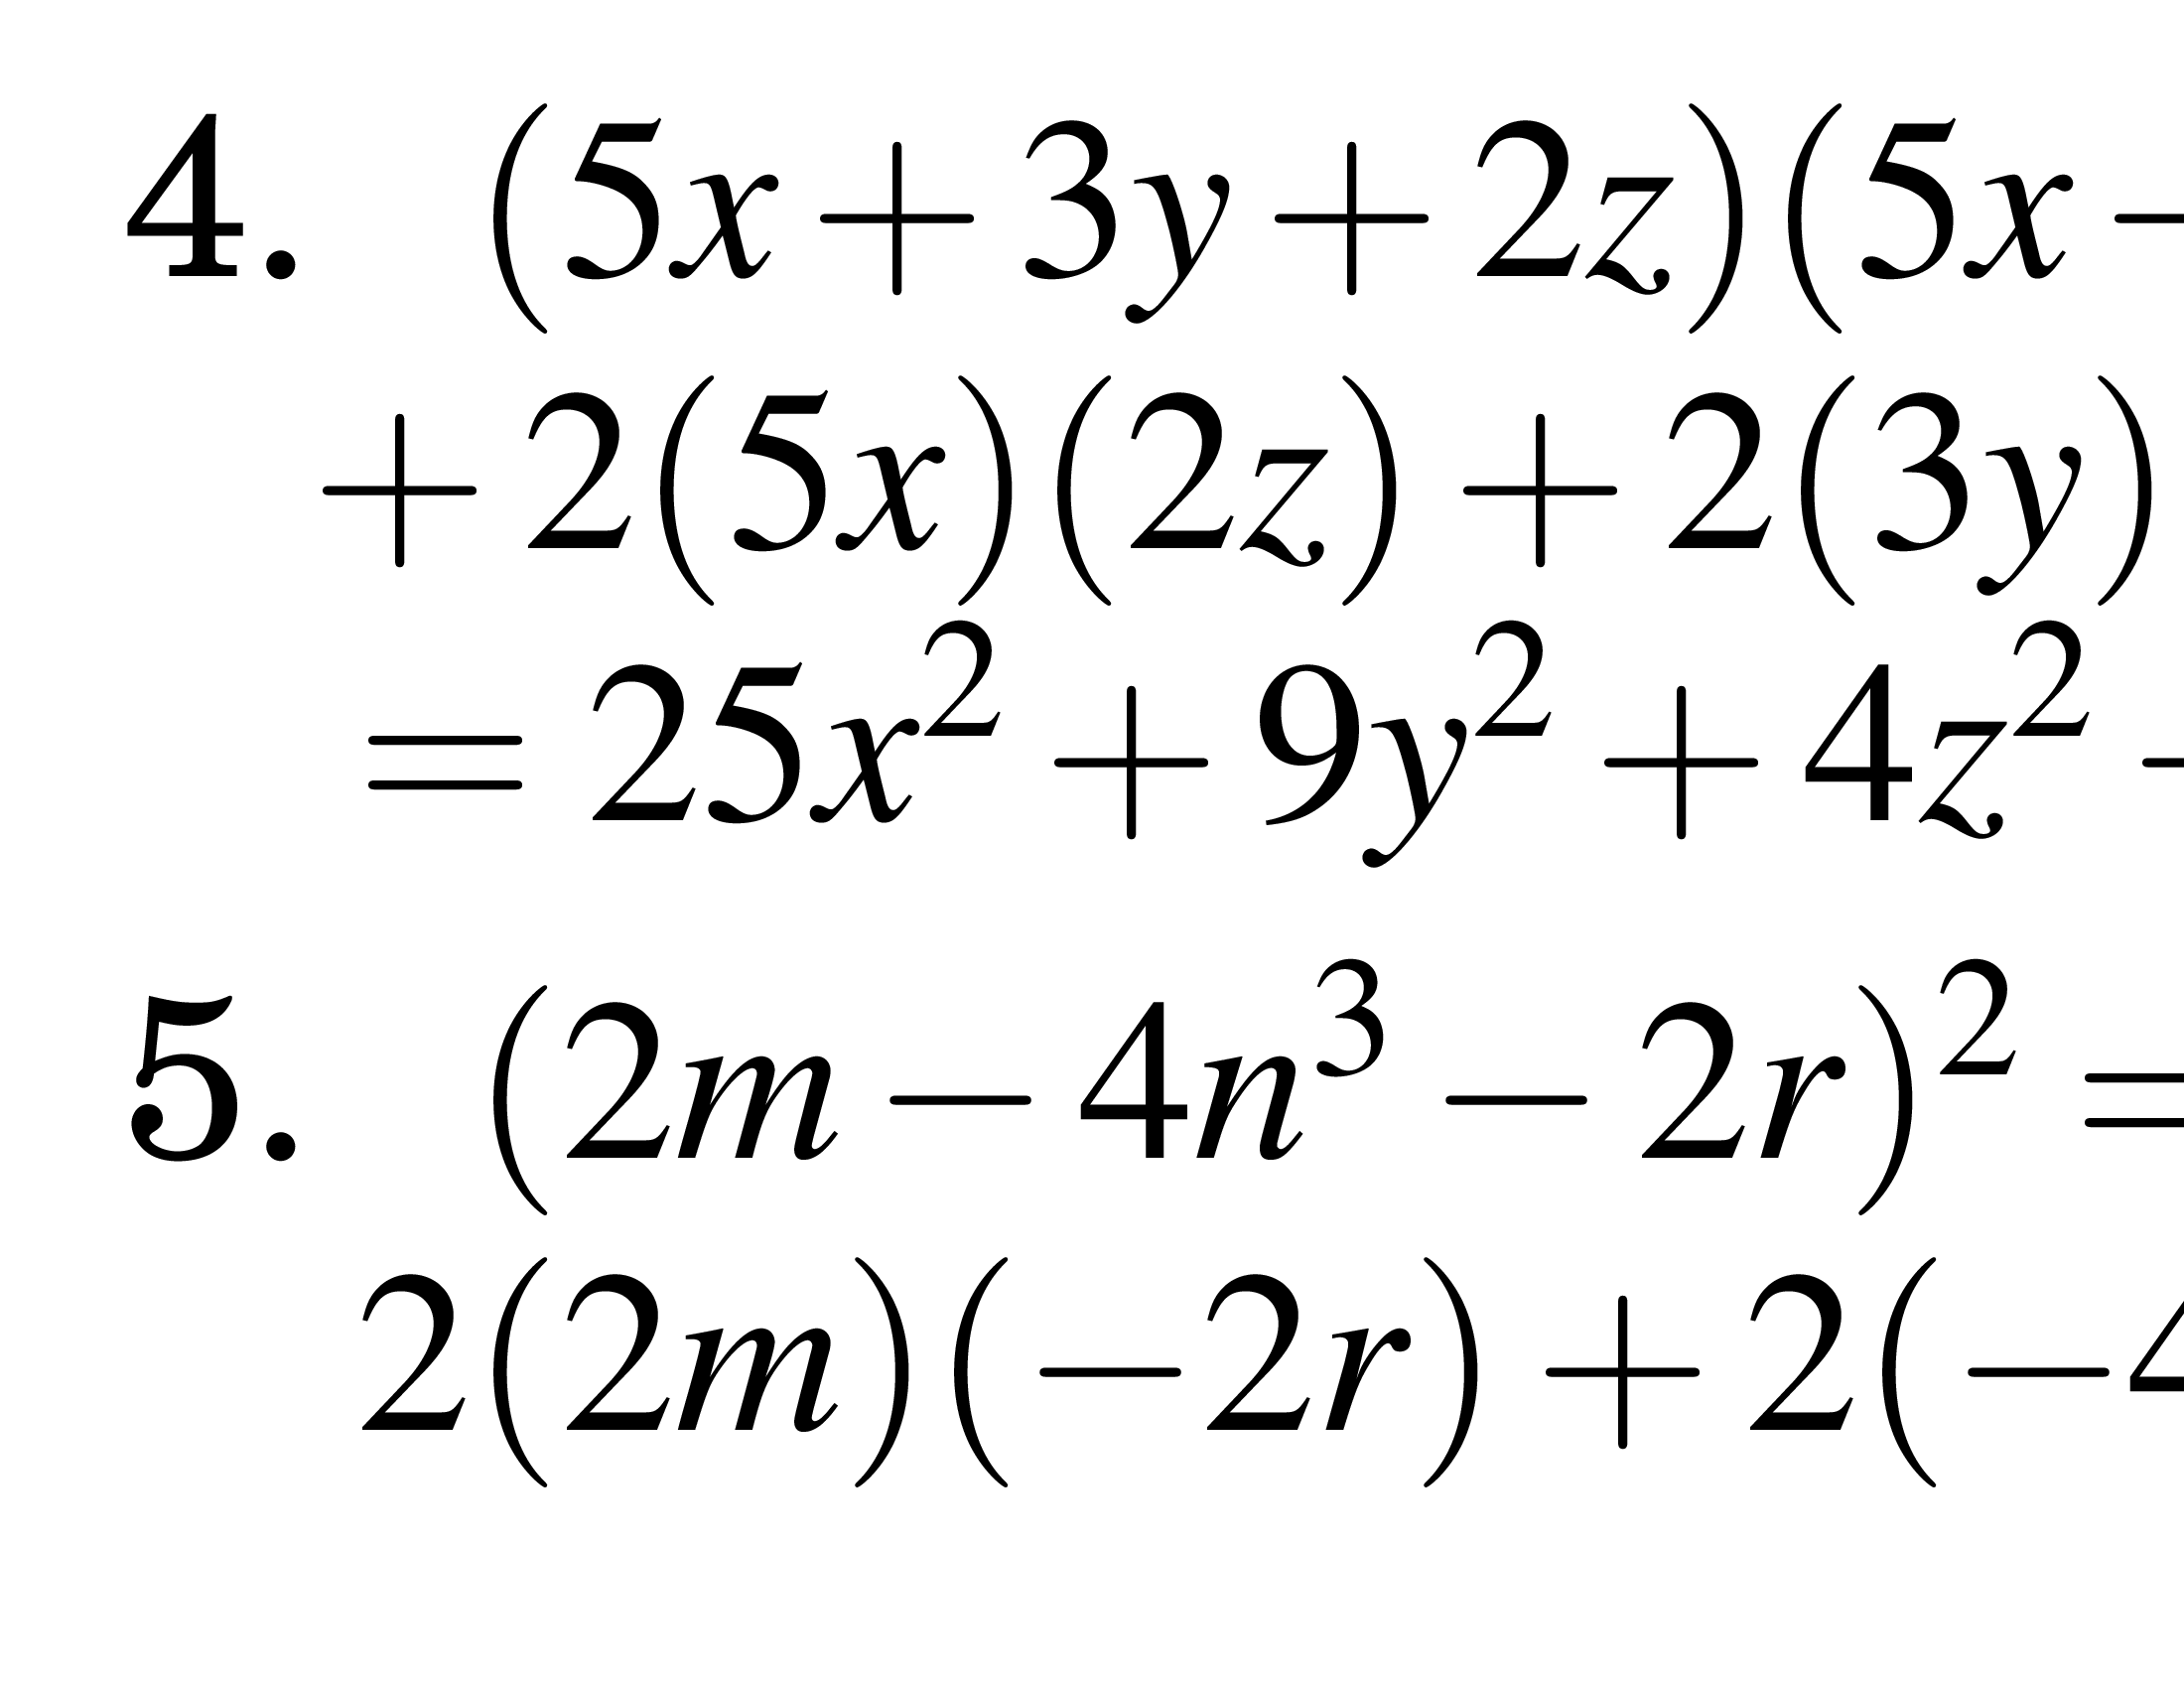 4. (5x + 3y + 2z)(5x
+ 2(5x)(2z) + 2(3y)
= 25x² + 9y² + 4z²
5. (2m − 4n³ − 2r)² =
2(2m)(−2r) + 2(−4